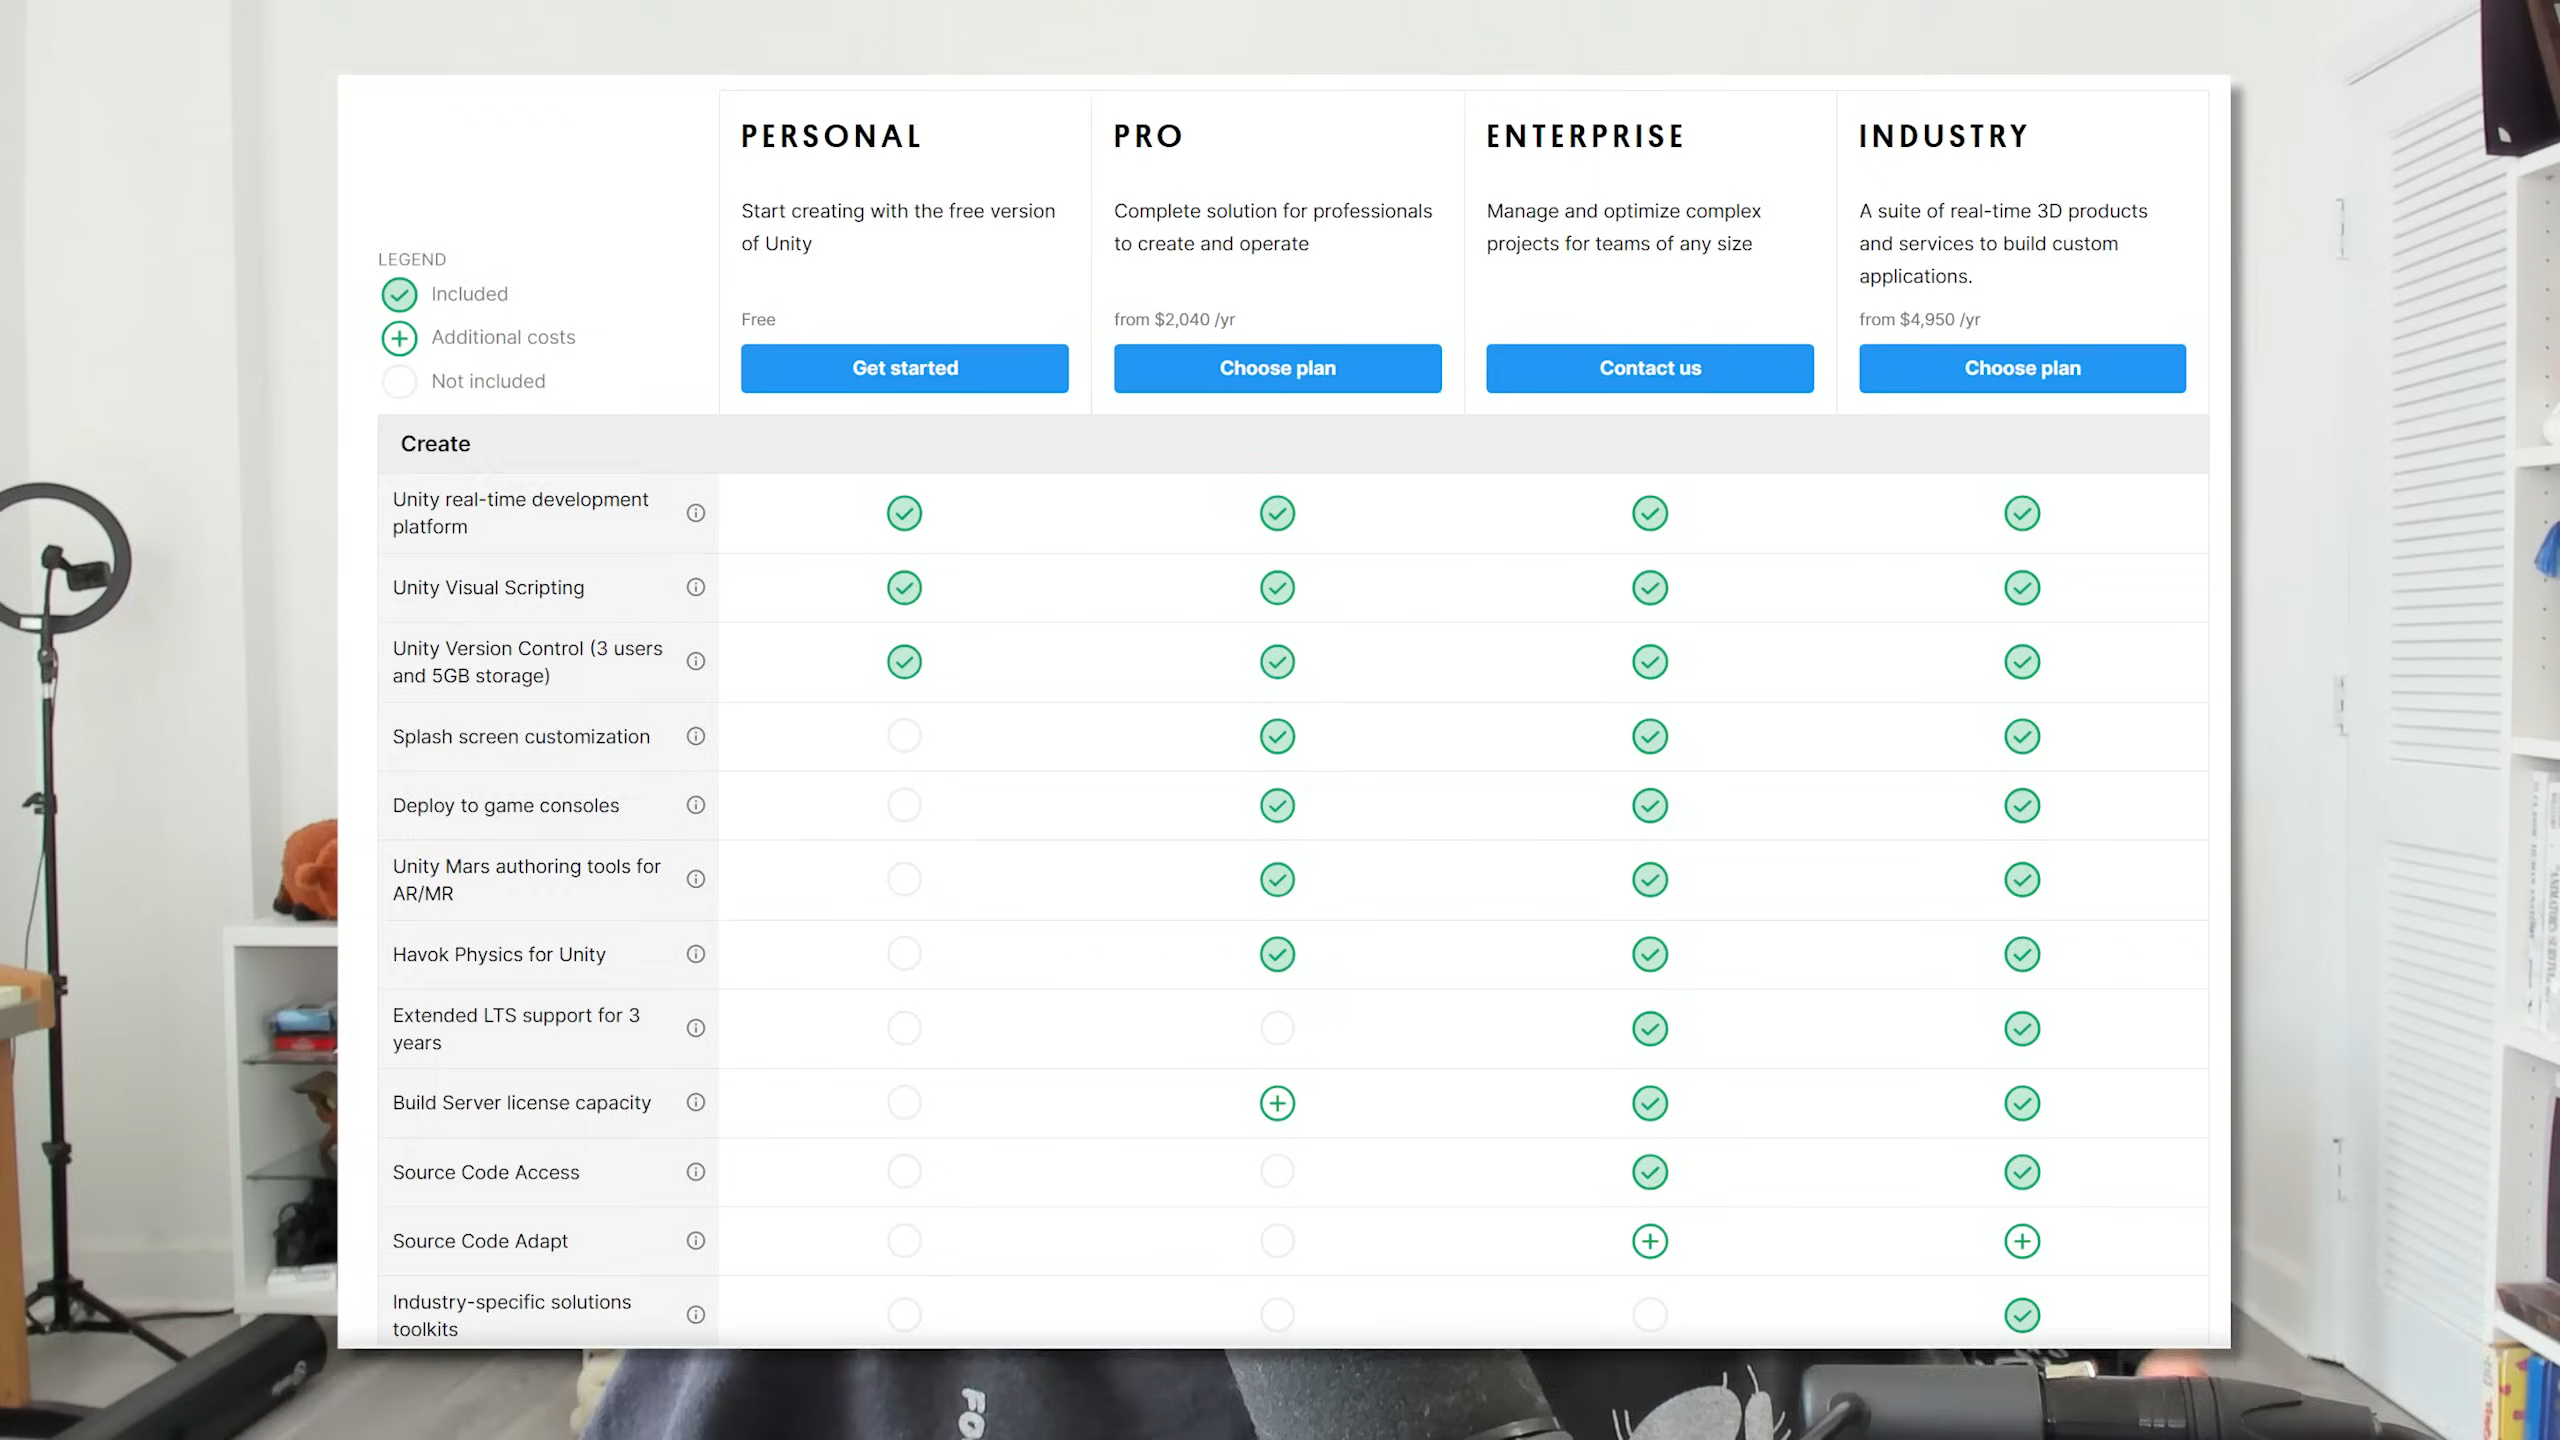 PERSONAL
Start creating with the free version
of Unity
Free
Get started
PRO
Complete solution for professionals
to create and operate
from $2,040 /yr
Choose plan
ENTERPRISE
Manage and optimize complex
projects for teams of any size
Contact us
INDUSTRY
A suite of real-time 3D products
and services to build custom
applications.
from $4,950 /yr
Choose plan
LEGEND
Included
Additional costs
Not included
Create
Unity real-time development
platform
Unity Visual Scripting
Unity Version Control (3 users
and 5GB storage)
Splash screen customization
Deploy to game consoles
Unity Mars authoring tools for
AR/MR
Havok Physics for Unity
Extended LTS support for 3
years
Build Server license capacity
Source Code Access
Source Code Adapt
Industry-specific solutions
toolkits
FO